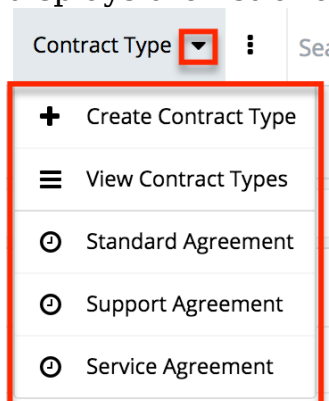 Contract Type
Sea
Create Contract Type
View Contract Types
Standard Agreement
Support Agreement
Service Agreement